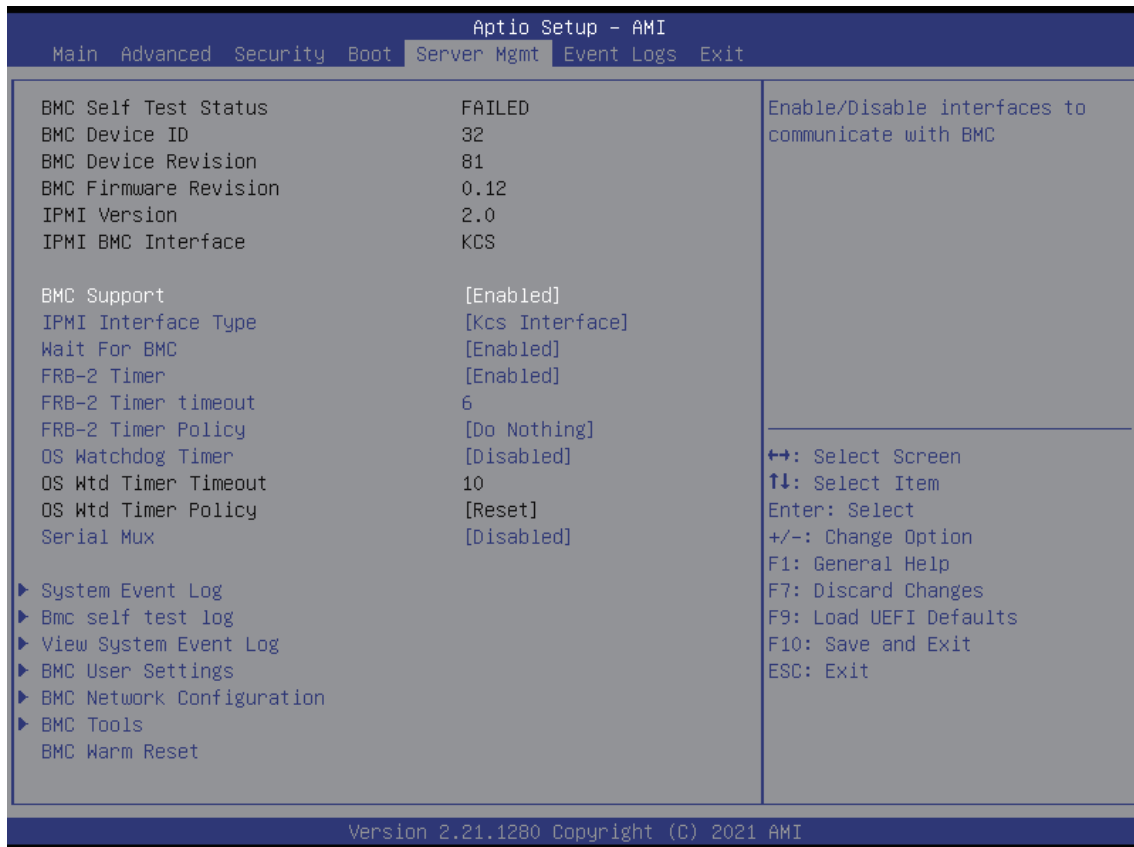 Aptio Setup – AMI
Main Advanced Security Boot Server Mgmt Event Logs Exit
BMC Self Test Status FAILED
BMC Device ID 32
BMC Device Revision 81
BMC Firmware Revision 0.12
IPMI Version 2.0
IPMI BMC Interface KCS
BMC Support [Enabled]
IPMI Interface Type [Kcs Interface]
Wait For BMC [Enabled]
FRB-2 Timer [Enabled]
FRB-2 Timer timeout 6
FRB-2 Timer Policy [Do Nothing]
OS Watchdog Timer [Disabled]
OS Wtd Timer Timeout 10
OS Wtd Timer Policy [Reset]
Serial Mux [Disabled]
▶ System Event Log
▶ Bmc self test log
▶ View System Event Log
▶ BMC User Settings
▶ BMC Network Configuration
▶ BMC Tools
BMC Warm Reset
Enable/Disable interfaces to
communicate with BMC
↔: Select Screen
↑↓: Select Item
Enter: Select
+/-: Change Option
F1: General Help
F7: Discard Changes
F9: Load UEFI Defaults
F10: Save and Exit
ESC: Exit
Version 2.21.1280 Copyright (C) 2021 AMI